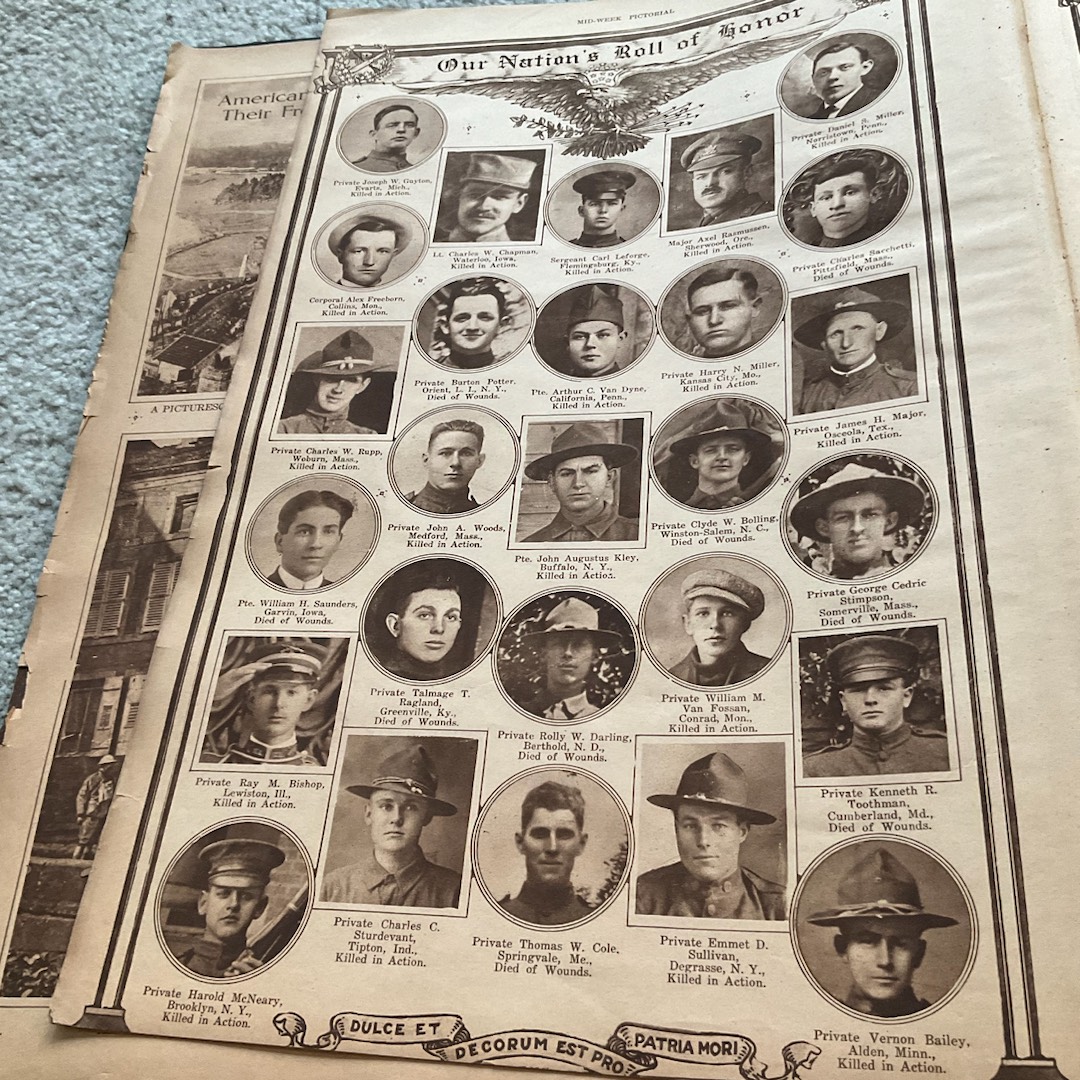 MID-WEEK PICTORIAL
Our Nation's Roll of Honor
American
Their Fr
A PICTURESQ
Private Joseph W. Guyton,
Evarts, Mich.,
Killed in Action.
Lt. Charles W. Chapman,
Waterloo, Iowa,
Killed in Action.
Sergeant Carl Leforge,
Flemingsburg, Ky.,
Killed in Action.
Major Axel Rasmussen,
Sherwood, Ore.,
Killed in Action.
Private Daniel S. Miller,
Norristown, Penn.,
Killed in Action.
Corporal Alex Freeborn,
Collins, Mon.,
Killed in Action.
Private Charles Sacchetti,
Pittsfield, Mass.,
Died of Wounds.
Private Burton Potter,
Orient, L. I., N. Y.,
Died of Wounds.
Pte. Arthur C. Van Dyne,
California, Penn.,
Killed in Action.
Private Harry N. Miller,
Kansas City, Mo.,
Killed in Action.
Private James H. Major,
Osceola, Tex.,
Killed in Action.
Private Charles W. Rupp,
Woburn, Mass.,
Killed in Action.
Private John A. Woods,
Medford, Mass.,
Killed in Action.
Pte. John Augustus Kley,
Buffalo, N. Y.,
Killed in Action.
Private Clyde W. Bolling,
Winston-Salem, N. C.,
Died of Wounds.
Private George Cedric
Stimpson,
Somerville, Mass.,
Died of Wounds.
Pte. William H. Saunders,
Garvin, Iowa,
Died of Wounds.
Private Talmage T.
Ragland,
Greenville, Ky.,
Died of Wounds.
Private Rolly W. Darling,
Berthold, N. D.,
Died of Wounds.
Private William M.
Van Fossan,
Conrad, Mon.,
Killed in Action.
Private Kenneth R.
Toothman,
Cumberland, Md.,
Died of Wounds.
Private Ray M. Bishop,
Lewiston, Ill.,
Killed in Action.
Private Charles C.
Sturdevant,
Tipton, Ind.,
Killed in Action.
Private Thomas W. Cole,
Springvale, Me.,
Died of Wounds.
Private Emmet D.
Sullivan,
Degrasse, N. Y.,
Killed in Action.
Private Harold McNeary,
Brooklyn, N. Y.,
Killed in Action.
Private Vernon Bailey,
Alden, Minn.,
Killed in Action.
DULCE ET
DECORUM EST PRO
PATRIA MORI